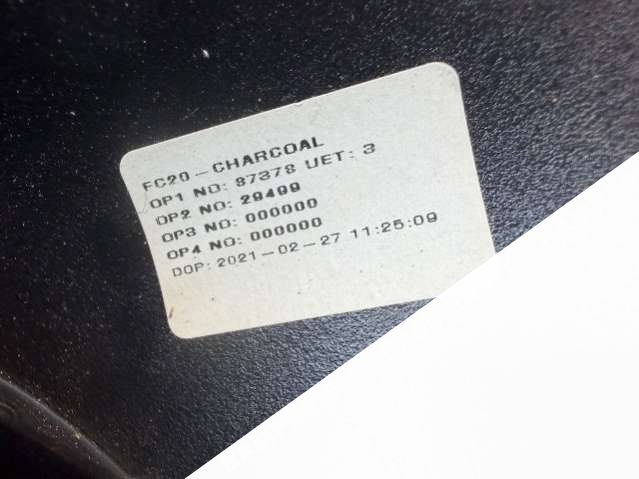 FC20-CHARCOAL
OP1 NO: 87378 UET: 3
OP2 NO: 29499
OP3 NO: 000000
OP4 NO: 000000
DOP: 2021-02-27 11:25:09